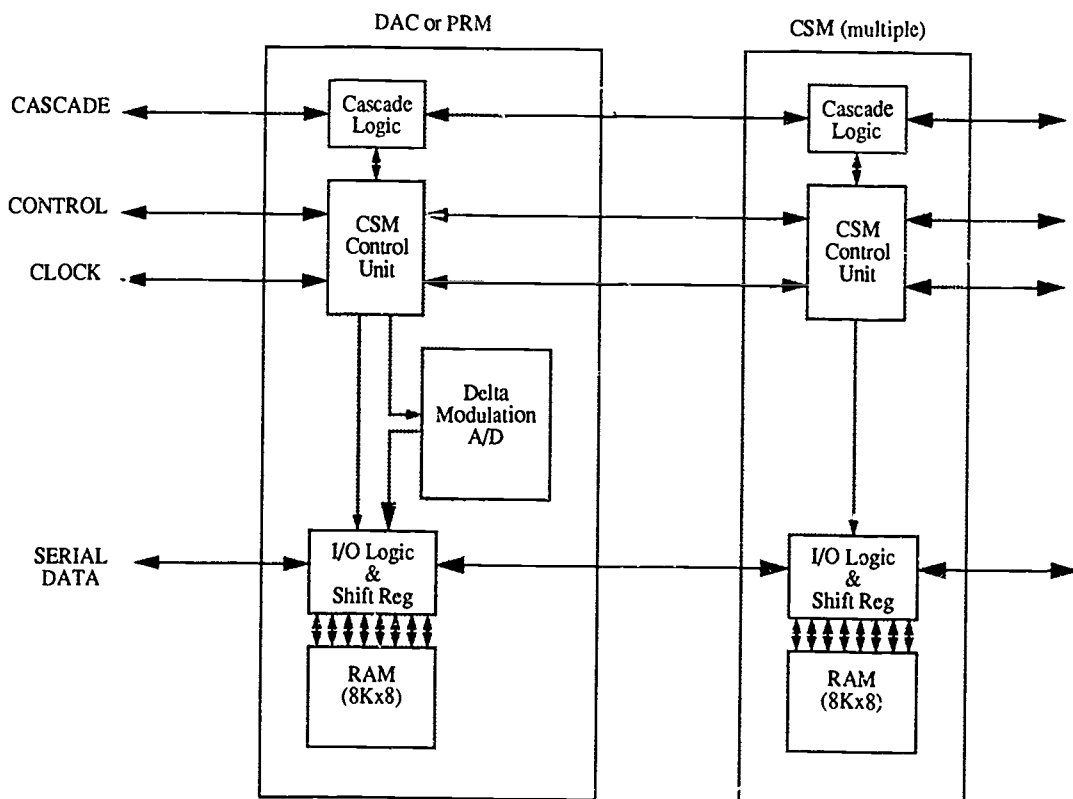 DAC or PRM
CSM (multiple)
CASCADE
Cascade
Logic
Cascade
Logic
CONTROL
CSM
Control
Unit
CSM
Control
Unit
CLOCK
Delta
Modulation
A/D
SERIAL
DATA
I/O Logic
&
Shift Reg
I/O Logic
&
Shift Reg
RAM
(8Kx8)
RAM
(8Kx8)